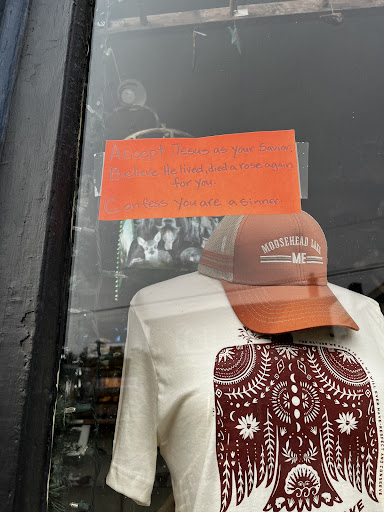 Accept Jesus as your Savior.
Believe He lived, died & rose again
for you.
Confess you are a sinner.
MOOSEHEAD LAKE
ME
KE